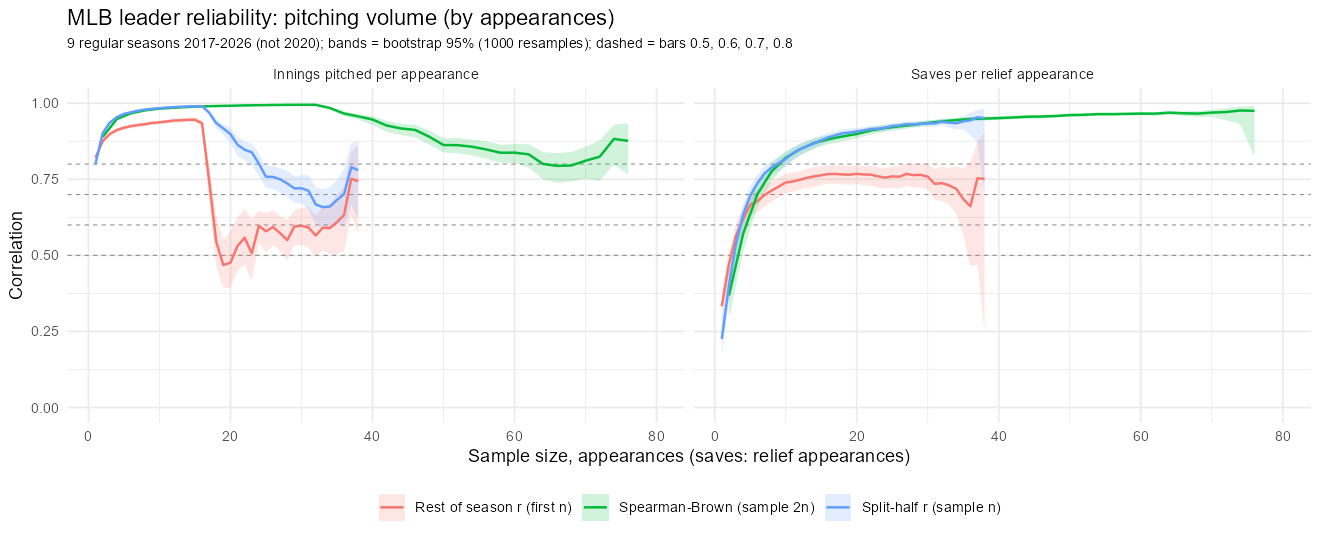 MLB leader reliability: pitching volume (by appearances)
9 regular seasons 2017-2026 (not 2020); bands = bootstrap 95% (1000 resamples); dashed = bars 0.5, 0.6, 0.7, 0.8
Innings pitched per appearance
Saves per relief appearance
1.00
0.75
0.50
0.25
0.00
Correlation
0 20 40 60 80
0 20 40 60 80
Sample size, appearances (saves: relief appearances)
Rest of season r (first n) Spearman-Brown (sample 2n) Split-half r (sample n)